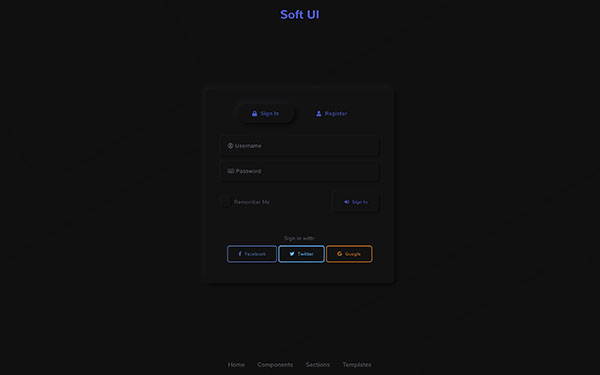 Soft UI
Sign In Register
Username
Password
Remember Me Sign In
Sign in with:
Facebook Twitter Google
Home Components Sections Templates